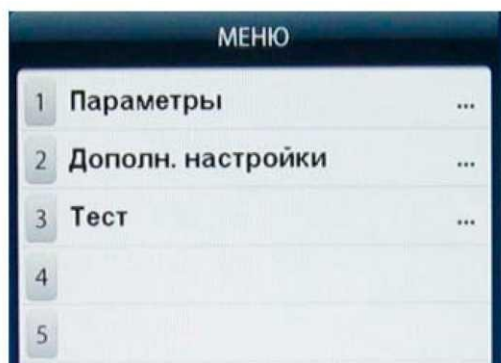 МЕНЮ
1 Параметры ...
2 Дополн. настройки ...
3 Тест ...
4
5